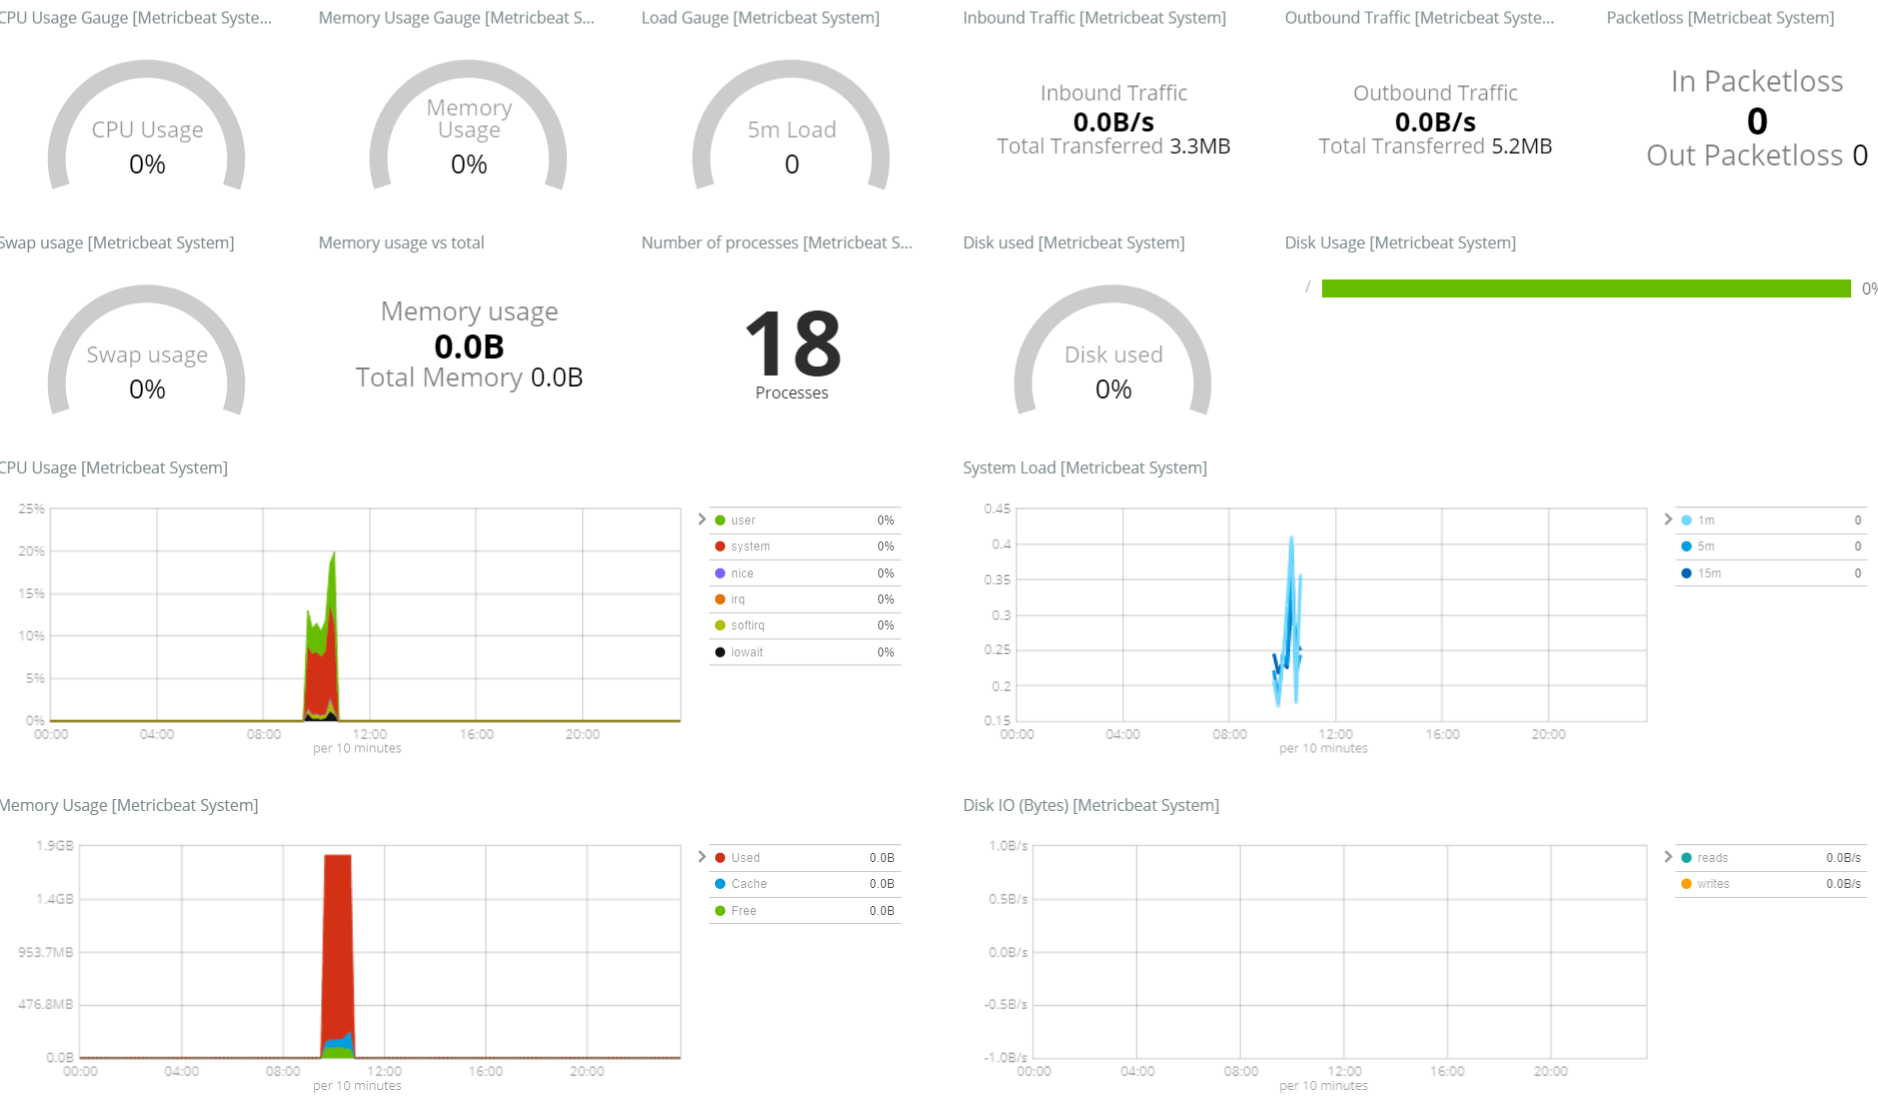 CPU Usage Gauge [Metricbeat Syste...
Memory Usage Gauge [Metricbeat S...
Load Gauge [Metricbeat System]
Inbound Traffic [Metricbeat System]
Outbound Traffic [Metricbeat Syste...
Packetloss [Metricbeat System]
CPU Usage
0%
Memory
Usage
0%
5m Load
0
Inbound Traffic
0.0B/s
Total Transferred 3.3MB
Outbound Traffic
0.0B/s
Total Transferred 5.2MB
In Packetloss
0
Out Packetloss 0
Swap usage [Metricbeat System]
Memory usage vs total
Number of processes [Metricbeat S...
Disk used [Metricbeat System]
Disk Usage [Metricbeat System]
Swap usage
0%
Memory usage
0.0B
Total Memory 0.0B
18
Processes
Disk used
0%
/ 0%
CPU Usage [Metricbeat System]
25%
20%
15%
10%
5%
0%
00:00 04:00 08:00 12:00 16:00 20:00
per 10 minutes
user 0%
system 0%
nice 0%
irq 0%
softirq 0%
iowait 0%
System Load [Metricbeat System]
0.45
0.4
0.35
0.3
0.25
0.2
0.15
00:00 04:00 08:00 12:00 16:00 20:00
per 10 minutes
1m 0
5m 0
15m 0
Memory Usage [Metricbeat System]
1.9GB
1.4GB
953.7MB
476.8MB
0.0B
00:00 04:00 08:00 12:00 16:00 20:00
per 10 minutes
Used 0.0B
Cache 0.0B
Free 0.0B
Disk IO (Bytes) [Metricbeat System]
1.0B/s
0.5B/s
0.0B/s
-0.5B/s
-1.0B/s
00:00 04:00 08:00 12:00 16:00 20:00
per 10 minutes
reads 0.0B/s
writes 0.0B/s